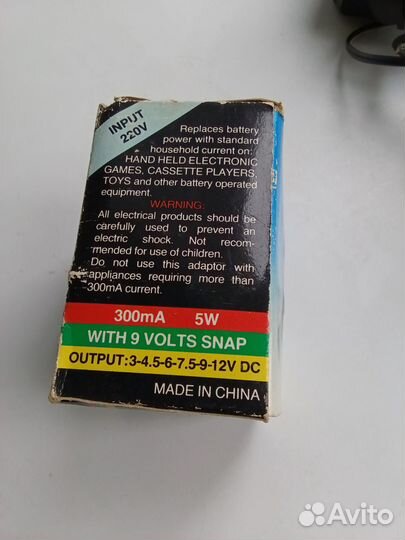 INPUT
220V
Replaces battery
power with standard
household current on:
HAND HELD ELECTRONIC
GAMES, CASSETTE PLAYERS,
TOYS and other battery operated
equipment.
WARNING:
All electrical products should be
carefully used to prevent an
electric shock. Not recom-
mended for use of children.
Do not use this adaptor with
appliances requiring more than
300mA current.
300mA 5W
WITH 9 VOLTS SNAP
OUTPUT:3-4.5-6-7.5-9-12V DC
MADE IN CHINA
Avito